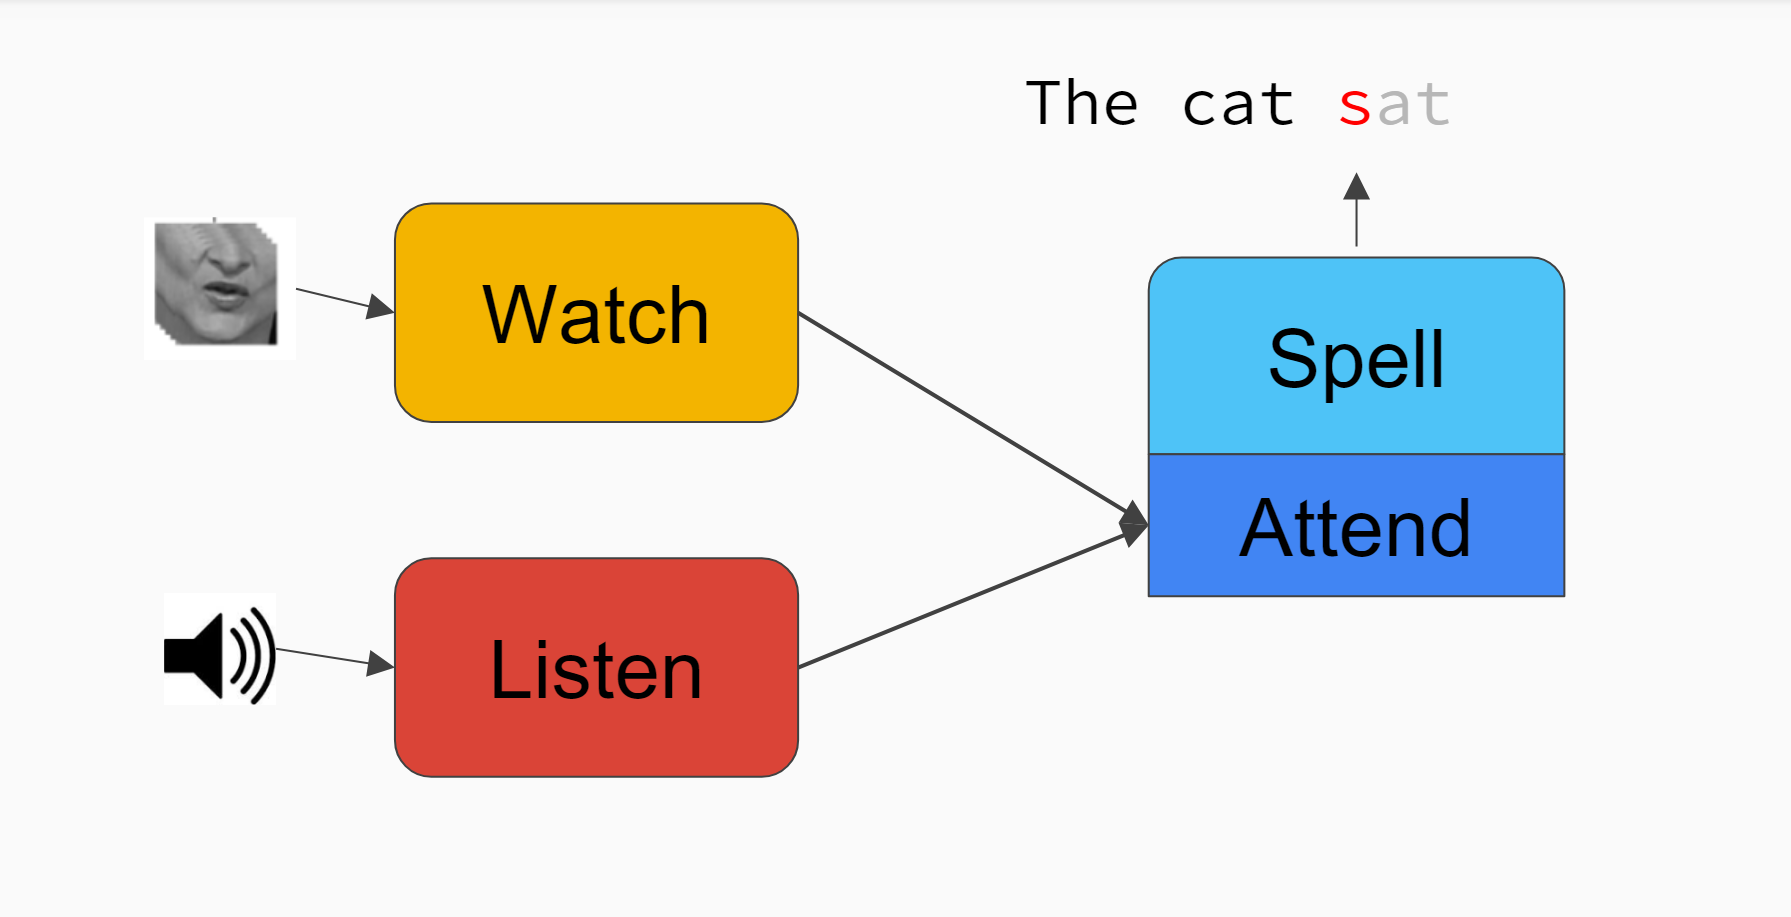 The cat sat
Watch
Spell
Attend
Listen